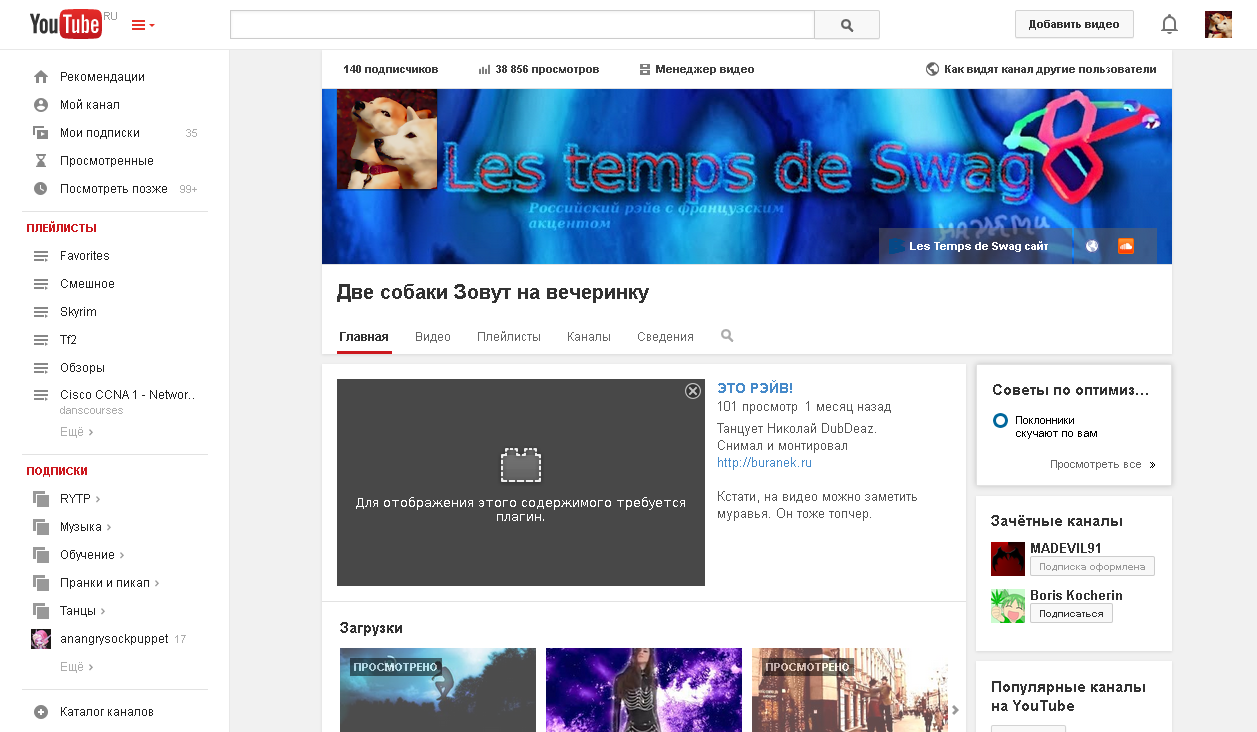 YouTube RU
Добавить видео
Рекомендации
Мой канал
Мои подписки 35
Просмотренные
Посмотреть позже 99+
ПЛЕЙЛИСТЫ
Favorites
Смешное
Skyrim
Tf2
Обзоры
Cisco CCNA 1 - Networ..
danscourses
Ещё
ПОДПИСКИ
RYTP
Музыка
Обучение
Пранки и пикап
Танцы
anangrysockpuppet 17
Ещё
Каталог каналов
140 подписчиков 38 856 просмотров Менеджер видео Как видят канал другие пользователи
Les temps de Swag
Российский рэйв с французским
акцентом
Les Temps de Swag сайт
Две собаки Зовут на вечеринку
Главная Видео Плейлисты Каналы Сведения
Для отображения этого содержимого требуется
плагин.
ЭТО РЭЙВ!
101 просмотр 1 месяц назад
Танцует Николай DubDeaz.
Снимал и монтировал
http://buranek.ru
Кстати, на видео можно заметить
муравья. Он тоже топчер.
Загрузки
ПРОСМОТРЕНО
ПРОСМОТРЕНО
Советы по оптимиз...
Поклонники
скучают по вам
Просмотреть все »
Зачётные каналы
MADEVIL91
Подписка оформлена
Boris Kocherin
Подписаться
Популярные каналы
на YouTube